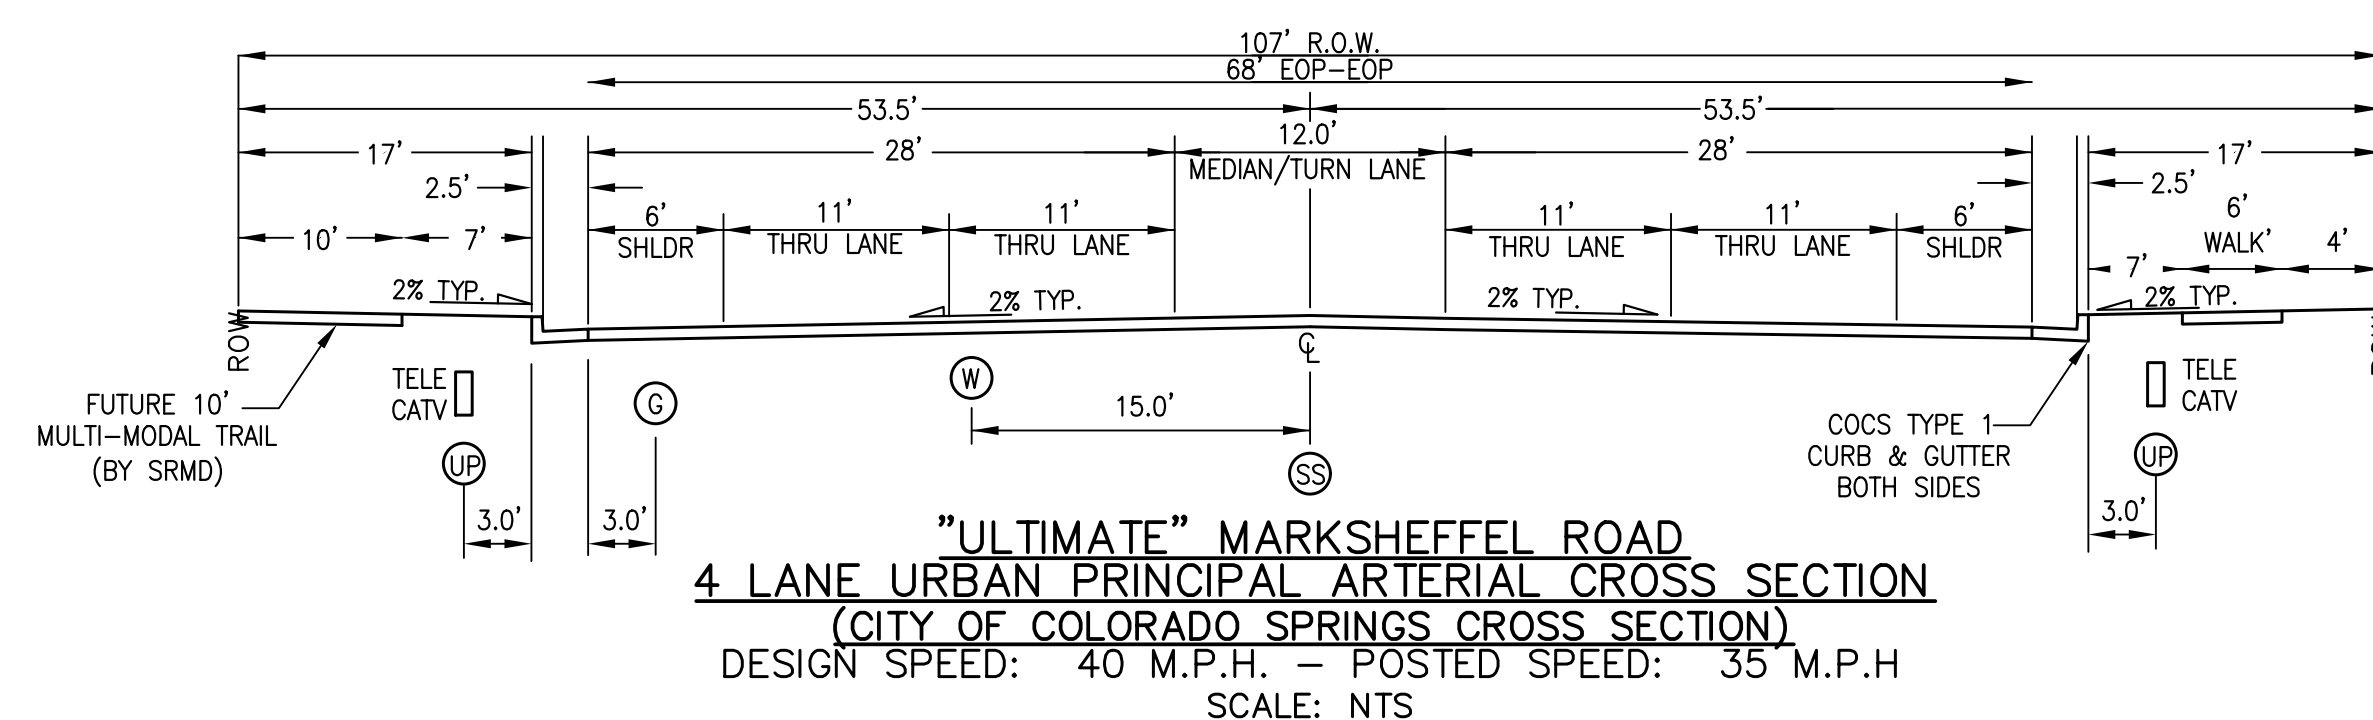 107' R.O.W.
68' EOP-EOP
53.5' 53.5'
12.0'
17' 28' 28' 17'
MEDIAN/TURN LANE
2.5' 2.5'
6' 11' 11' 11' 11' 6' 6'
SHLDR THRU LANE THRU LANE THRU LANE THRU LANE SHLDR WALK'
10' 7' 7' 4'
2% TYP. 2% TYP. 2% TYP. 2% TYP.
ROW
℄
TELE
CATV
G
W
15.0'
TELE
CATV
FUTURE 10'
MULTI-MODAL TRAIL
(BY SRMD)
COCS TYPE 1
CURB & GUTTER
BOTH SIDES
UP SS UP
3.0' 3.0' 3.0'
"ULTIMATE" MARKSHEFFEL ROAD
4 LANE URBAN PRINCIPAL ARTERIAL CROSS SECTION
(CITY OF COLORADO SPRINGS CROSS SECTION)
DESIGN SPEED: 40 M.P.H. - POSTED SPEED: 35 M.P.H
SCALE: NTS